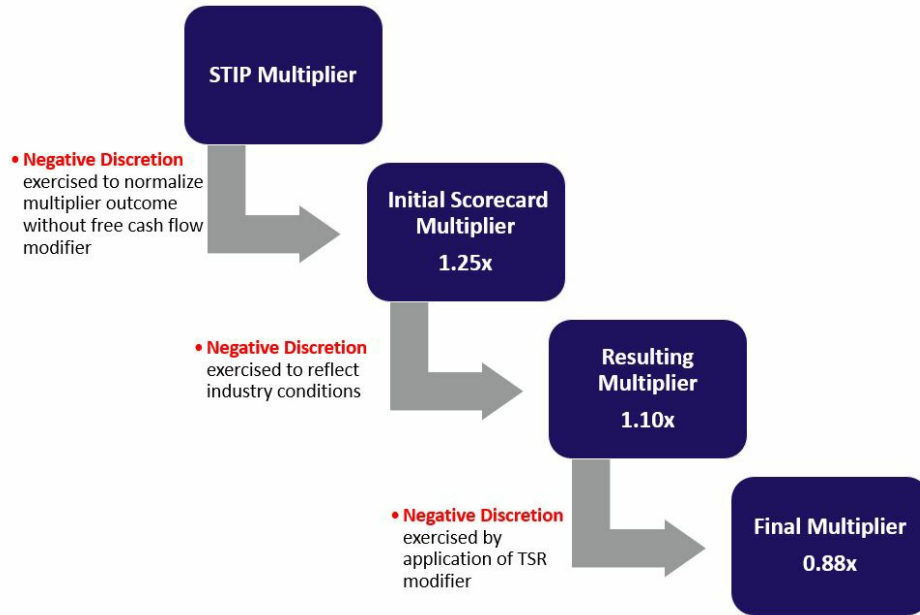 STIP Multiplier
• Negative Discretion
exercised to normalize
multiplier outcome
without free cash flow
modifier
Initial Scorecard
Multiplier
1.25x
• Negative Discretion
exercised to reflect
industry conditions
Resulting
Multiplier
1.10x
• Negative Discretion
exercised by
application of TSR
modifier
Final Multiplier
0.88x